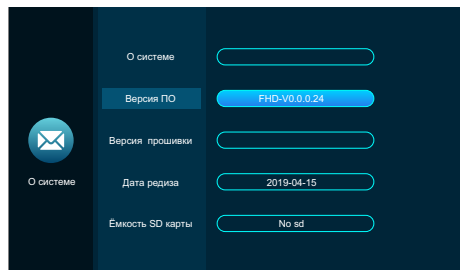 О системе
Версия ПО FHD-V0.0.0.24
Версия прошивки
О системе
Дата редиза 2019-04-15
Ёмкость SD карты No sd